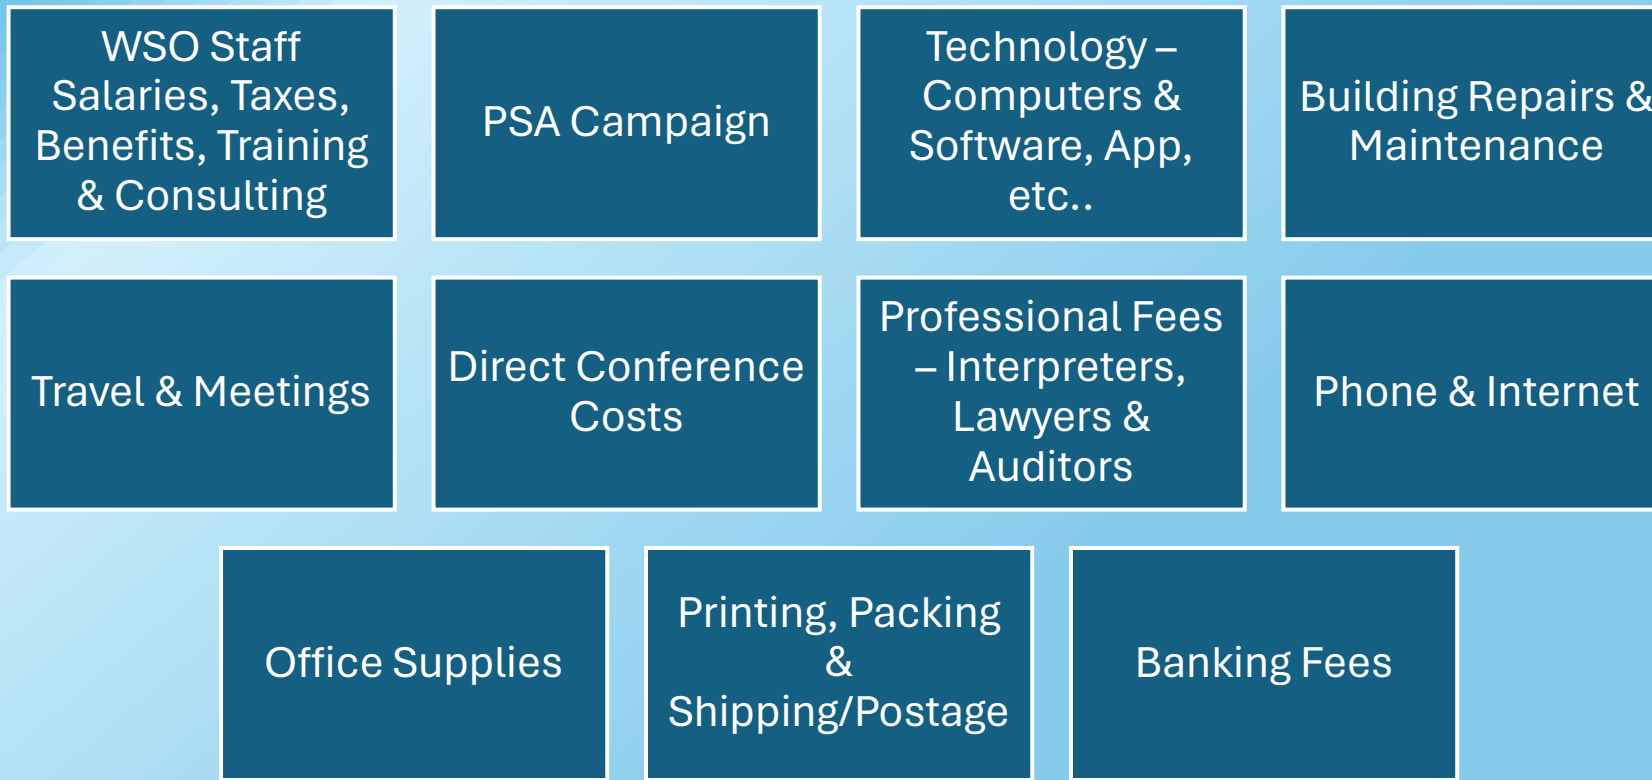 WSO Staff
Salaries, Taxes,
Benefits, Training
& Consulting
PSA Campaign
Technology –
Computers &
Software, App,
etc..
Building Repairs &
Maintenance
Travel & Meetings
Direct Conference
Costs
Professional Fees
– Interpreters,
Lawyers &
Auditors
Phone & Internet
Office Supplies
Printing, Packing
&
Shipping/Postage
Banking Fees